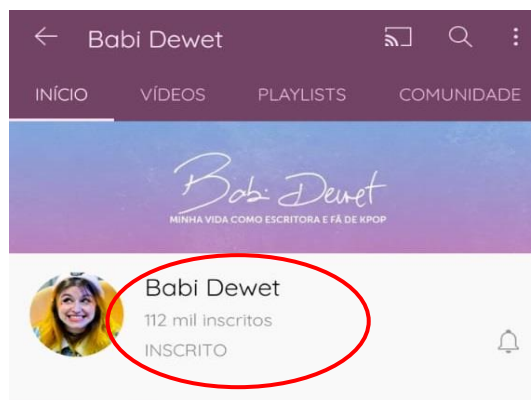 Babi Dewet
INÍCIO VÍDEOS PLAYLISTS COMUNIDADE
Babi Dewet
MINHA VIDA COMO ESCRITORA E FÃ DE KPOP
Babi Dewet
112 mil inscritos
INSCRITO